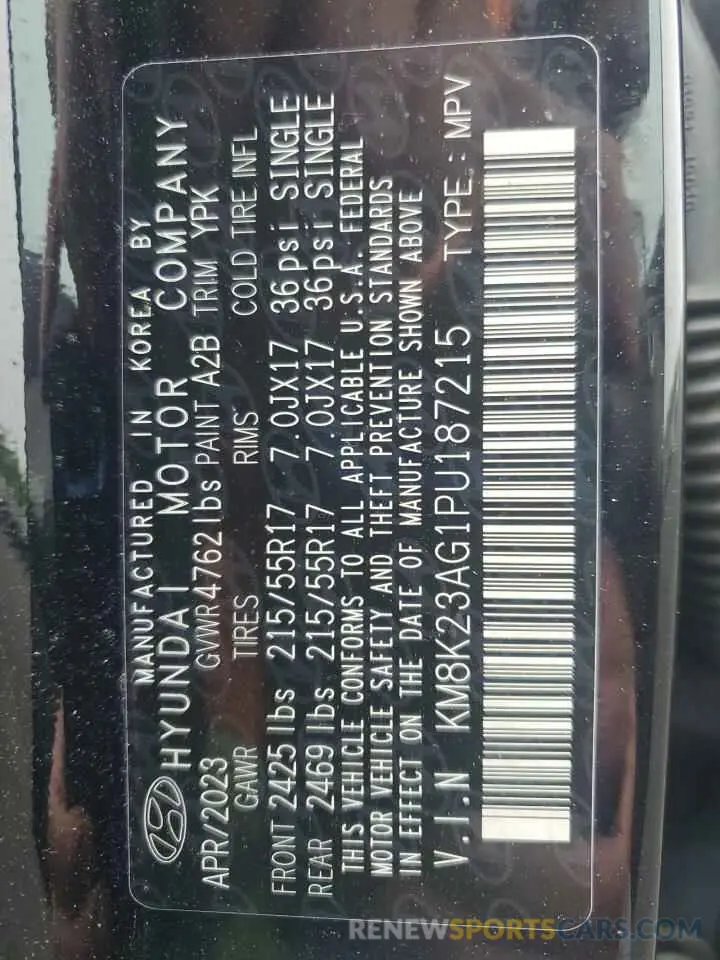 MANUFACTURED IN KOREA BY
HYUNDAI MOTOR COMPANY
APR/2023 GVWR4762lbs PAINT A2B TRIM YPK
GAWR TIRES RIMS COLD TIRE INFL
FRONT 2425lbs 215/55R17 7.0JX17 36psi SINGLE
REAR 2469lbs 215/55R17 7.0JX17 36psi SINGLE
THIS VEHICLE CONFORMS TO ALL APPLICABLE U.S.A. FEDERAL
MOTOR VEHICLE SAFETY AND THEFT PREVENTION STANDARDS
IN EFFECT ON THE DATE OF MANUFACTURE SHOWN ABOVE
V.I.N KM8K23AG1PU187215 TYPE : MPV
RENEWSPORTSCARS.COM